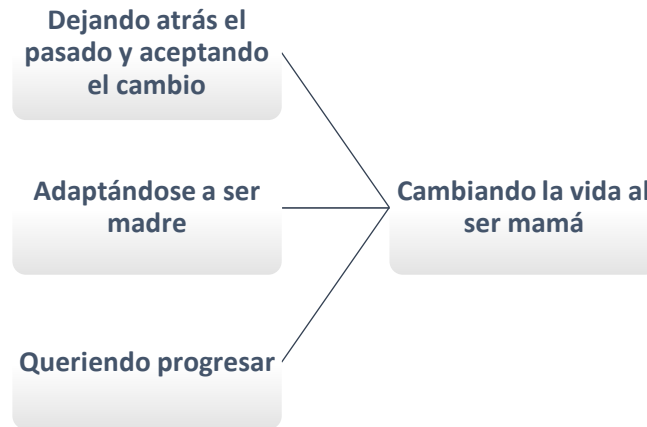 Dejando atrás el
pasado y aceptando
el cambio
Adaptándose a ser
madre
Cambiando la vida al
ser mamá
Queriendo progresar